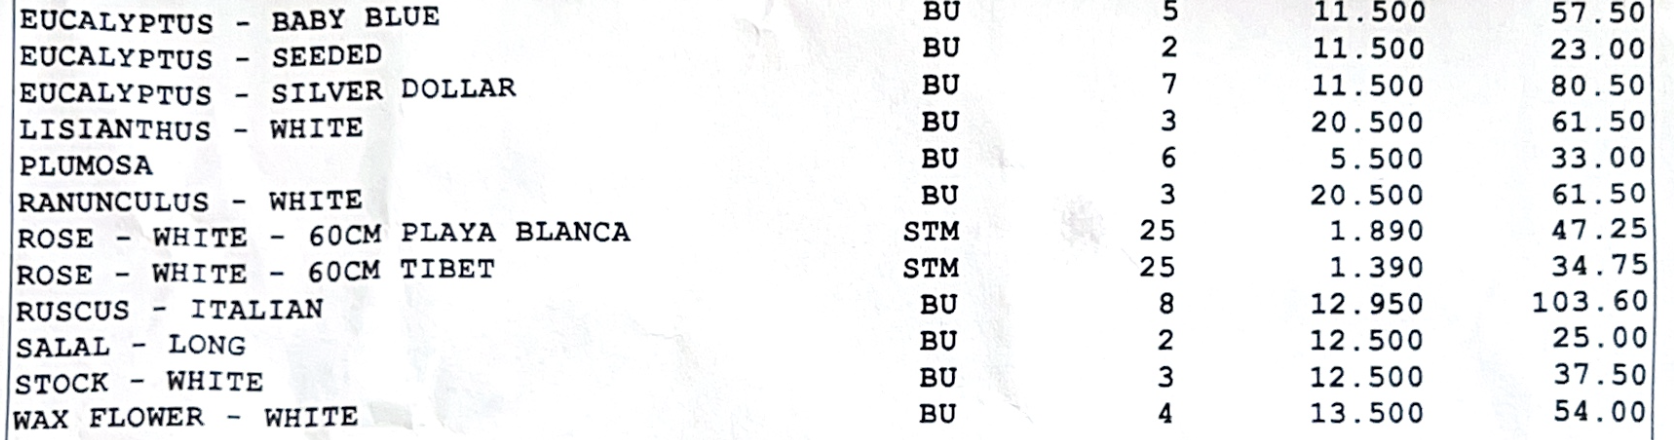 EUCALYPTUS - BABY BLUE BU 5 11.500 57.50
EUCALYPTUS - SEEDED BU 2 11.500 23.00
EUCALYPTUS - SILVER DOLLAR BU 7 11.500 80.50
LISIANTHUS - WHITE BU 3 20.500 61.50
PLUMOSA BU 6 5.500 33.00
RANUNCULUS - WHITE BU 3 20.500 61.50
ROSE - WHITE - 60CM PLAYA BLANCA STM 25 1.890 47.25
ROSE - WHITE - 60CM TIBET STM 25 1.390 34.75
RUSCUS - ITALIAN BU 8 12.950 103.60
SALAL - LONG BU 2 12.500 25.00
STOCK - WHITE BU 3 12.500 37.50
WAX FLOWER - WHITE BU 4 13.500 54.00